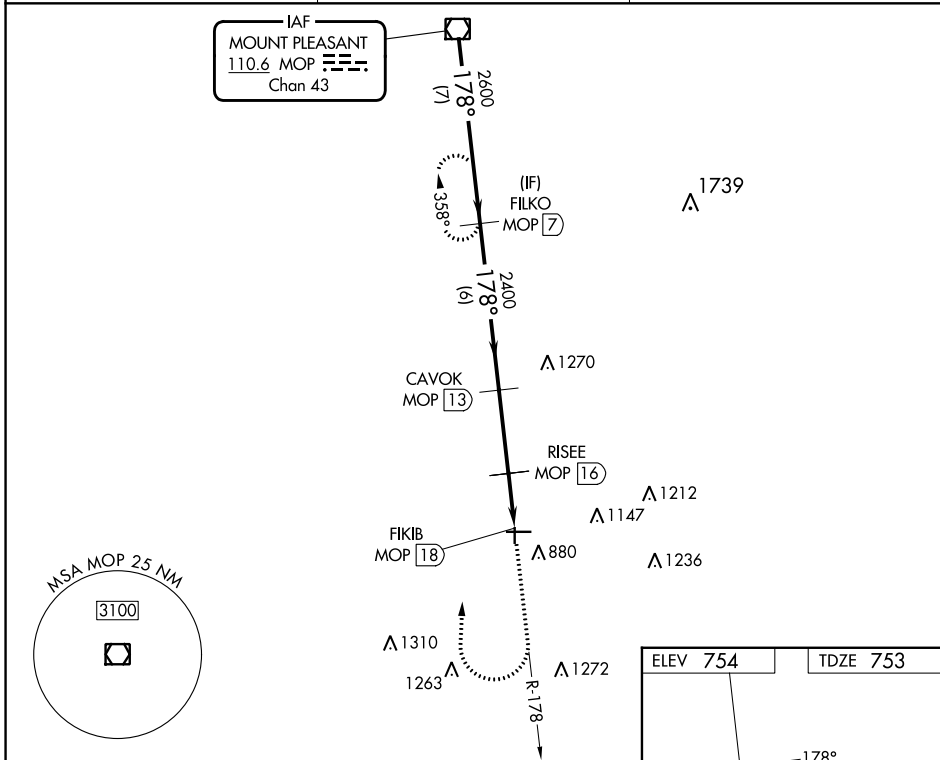 IAF
MOUNT PLEASANT
110.6 MOP
Chan 43
2600
178°
(7)
1739
(IF)
FILKO
MOP 7
358°
2400
178°
(6)
1270
CAVOK
MOP 13
RISEE
MOP 16
1212
1147
FIKIB
MOP 18
880
1236
MSA MOP 25 NM
3100
1310
1263
1272
R-178
ELEV 754
TDZE 753
178°